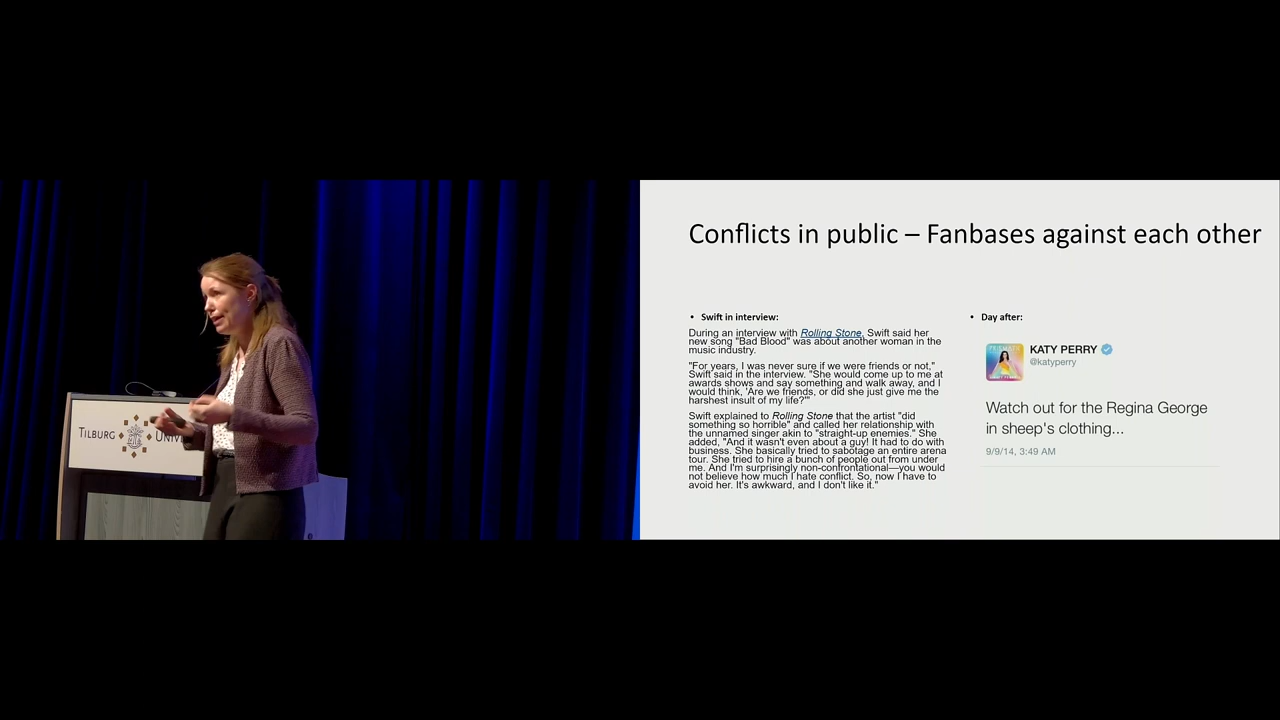 TILBURG
Conflicts in public – Fanbases against each other
• Swift in interview:
During an interview with Rolling Stone, Swift said her
new song "Bad Blood" was about another woman in the
music industry.
"For years, I was never sure if we were friends or not,"
Swift said in the interview. "She would come up to me at
awards shows and say something and walk away, and I
would think, 'Are we friends, or did she just give me the
harshest insult of my life?'"
Swift explained to Rolling Stone that the artist "did
something so horrible" and called her relationship with
the unnamed singer akin to "straight-up enemies." She
added, "And it wasn't even about a guy! It had to do with
business. She basically tried to sabotage an entire arena
tour. She tried to hire a bunch of people out from under
me. And I'm surprisingly non-confrontational—you would
not believe how much I hate conflict. So, now I have to
avoid her. It's awkward, and I don't like it."
• Day after:
KATY PERRY
@katyperry
Watch out for the Regina George
in sheep's clothing...
9/9/14, 3:49 AM